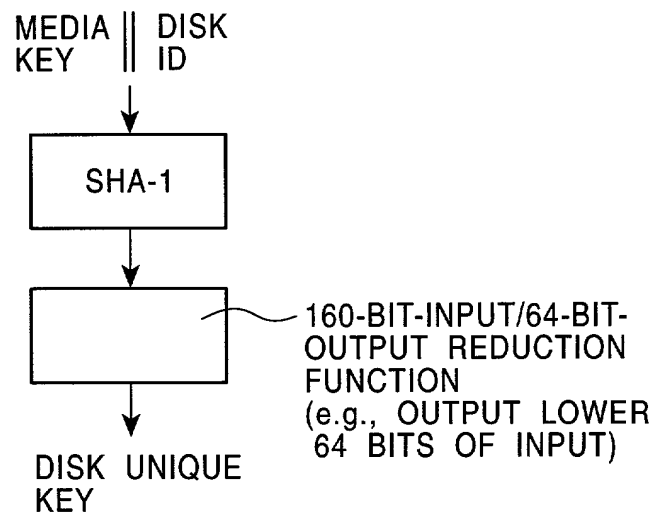 MEDIA KEY || DISK ID
SHA-1
160-BIT-INPUT/64-BIT-
OUTPUT REDUCTION
FUNCTION
(e.g., OUTPUT LOWER
64 BITS OF INPUT)
DISK UNIQUE
KEY